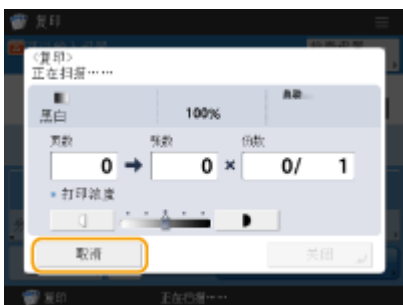 复印
<复印>
正在扫描……
黑白
100%
页数 张数 份数
0 → 0 × 0/ 1
打印浓度
取消 关闭
复印 正在扫描……